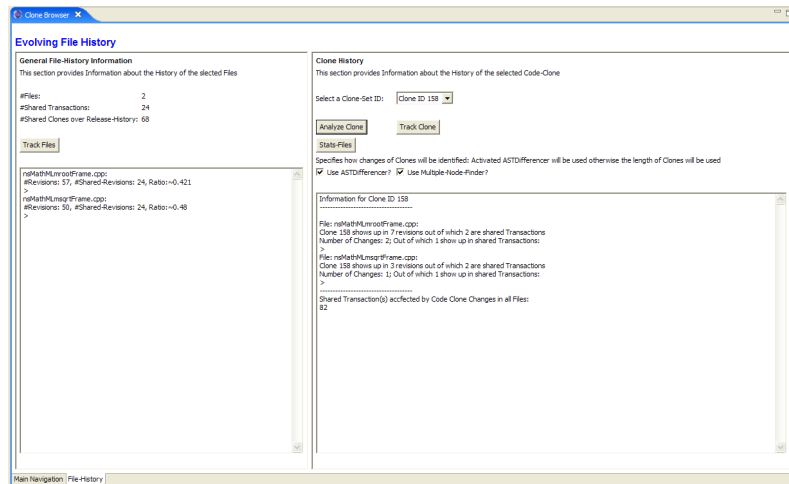 Clone Browser
Evolving File History
General File-History Information
This section provides Information about the History of the slected Files
#Files: 2
#Shared Transactions: 24
#Shared Clones over Release-History: 68
Track Files
nsMathMLmrootFrame.cpp:
#Revisions: 57, #Shared-Revisions: 24, Ratio:~0.421
>
nsMathMLmsqrtFrame.cpp:
#Revisions: 50, #Shared-Revisions: 24, Ratio:~0.48
>
Clone History
This section provides Information about the History of the selected Code-Clone
Select a Clone-Set ID: Clone ID 158
Analyze Clone Track Clone
Stats-Files
Specifies how changes of Clones will be identified: Activated ASTDifferencer will be used otherwise the length of Clones will be used
Use ASTDifferencer? Use Multiple-Node-Finder?
Information for Clone ID 158
------------------------------------
File: nsMathMLmrootFrame.cpp:
Clone 158 shows up in 7 revisions out of which 2 are shared Transactions
Number of Changes: 2; Out of which 1 show up in shared Transactions:
>
File: nsMathMLmsqrtFrame.cpp:
Clone 158 shows up in 3 revisions out of which 2 are shared Transactions
Number of Changes: 1; Out of which 1 show up in shared Transactions:
>
------------------------------------
Shared Transaction(s) accfected by Code Clone Changes in all Files:
82
Main Navigation File-History